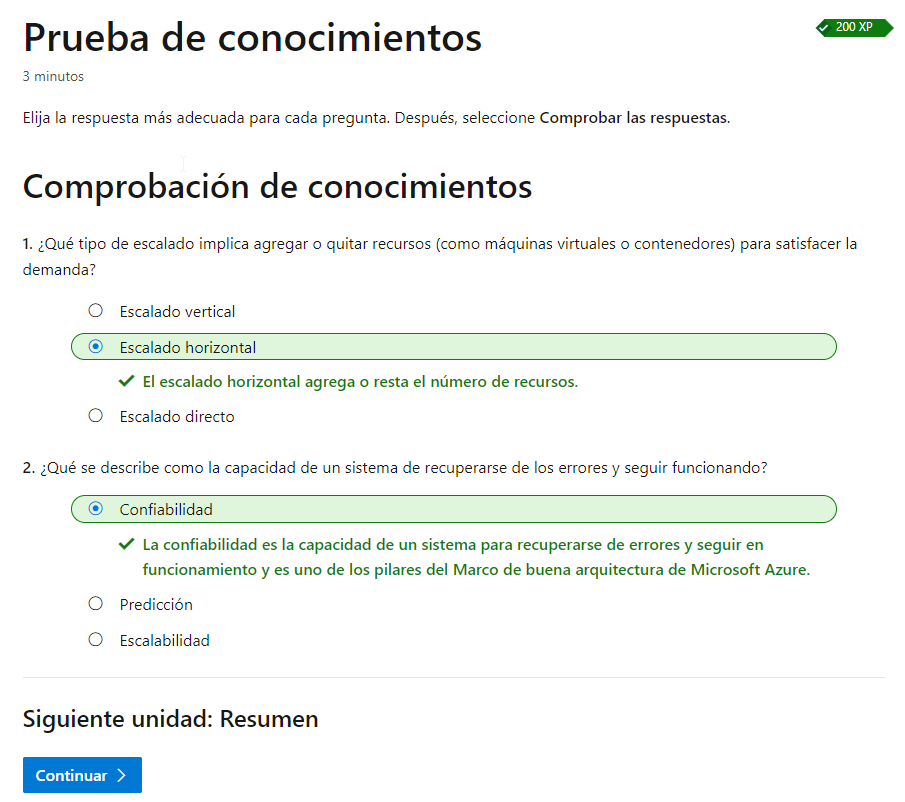 Prueba de conocimientos
200 XP
3 minutos
Elija la respuesta más adecuada para cada pregunta. Después, seleccione Comprobar las respuestas.
Comprobación de conocimientos
1. ¿Qué tipo de escalado implica agregar o quitar recursos (como máquinas virtuales o contenedores) para satisfacer la
demanda?
Escalado vertical
Escalado horizontal
El escalado horizontal agrega o resta el número de recursos.
Escalado directo
2. ¿Qué se describe como la capacidad de un sistema de recuperarse de los errores y seguir funcionando?
Confiabilidad
La confiabilidad es la capacidad de un sistema para recuperarse de errores y seguir en
funcionamiento y es uno de los pilares del Marco de buena arquitectura de Microsoft Azure.
Predicción
Escalabilidad
Siguiente unidad: Resumen
Continuar